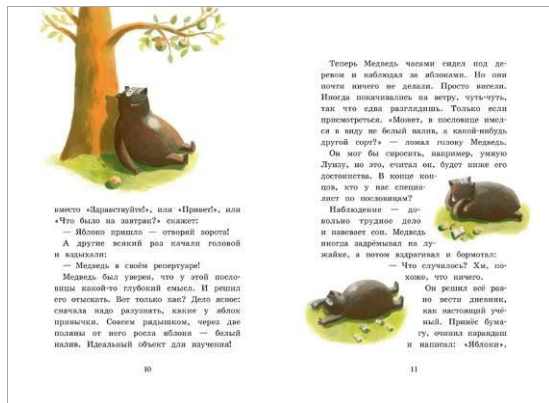 вместо «Здравствуйте!», или «Привет!», или
«Что было на завтрак?» скажет:
— Яблоко пришло — отворяй ворота!
А другие всякий раз качали головой
и вздыхали:
— Медведь в своём репертуаре!
Медведь был уверен, что у этой посло-
вицы какой-то глубокий смысл. И решил
его отыскать. Вот только как? Дело ясное:
сначала надо разузнать, какие у яблок
привычки. Совсем рядышком, через две
поляны от него росла яблоня — белый
налив. Идеальный объект для изучения!
10
Теперь Медведь часами сидел под де-
ревом и наблюдал за яблоками. Но они
почти ничего не делали. Просто висели.
Иногда покачивались на ветру, чуть-чуть,
так что едва разглядишь. Только если
присмотреться. «Может, в пословице имел-
ся в виду не белый налив, а какой-нибудь
другой сорт?» — ломал голову Медведь.
Он мог бы спросить, например, умную
Луизу, но это, считал он, будет ниже его
достоинства. В конце кон-
цов, кто у нас специа-
лист по пословицам?
Наблюдение — до-
вольно трудное дело
и навевает сон. Медведь
иногда задрёмывал на лу-
жайке, а потом вздрагивал и бормотал:
— Что случилось? Хм, по-
хоже, что ничего.
Он решил всё рав-
но вести дневник,
как настоящий учё-
ный. Принёс бума-
гу, очинил карандаш
и написал: «Яблоки».
11